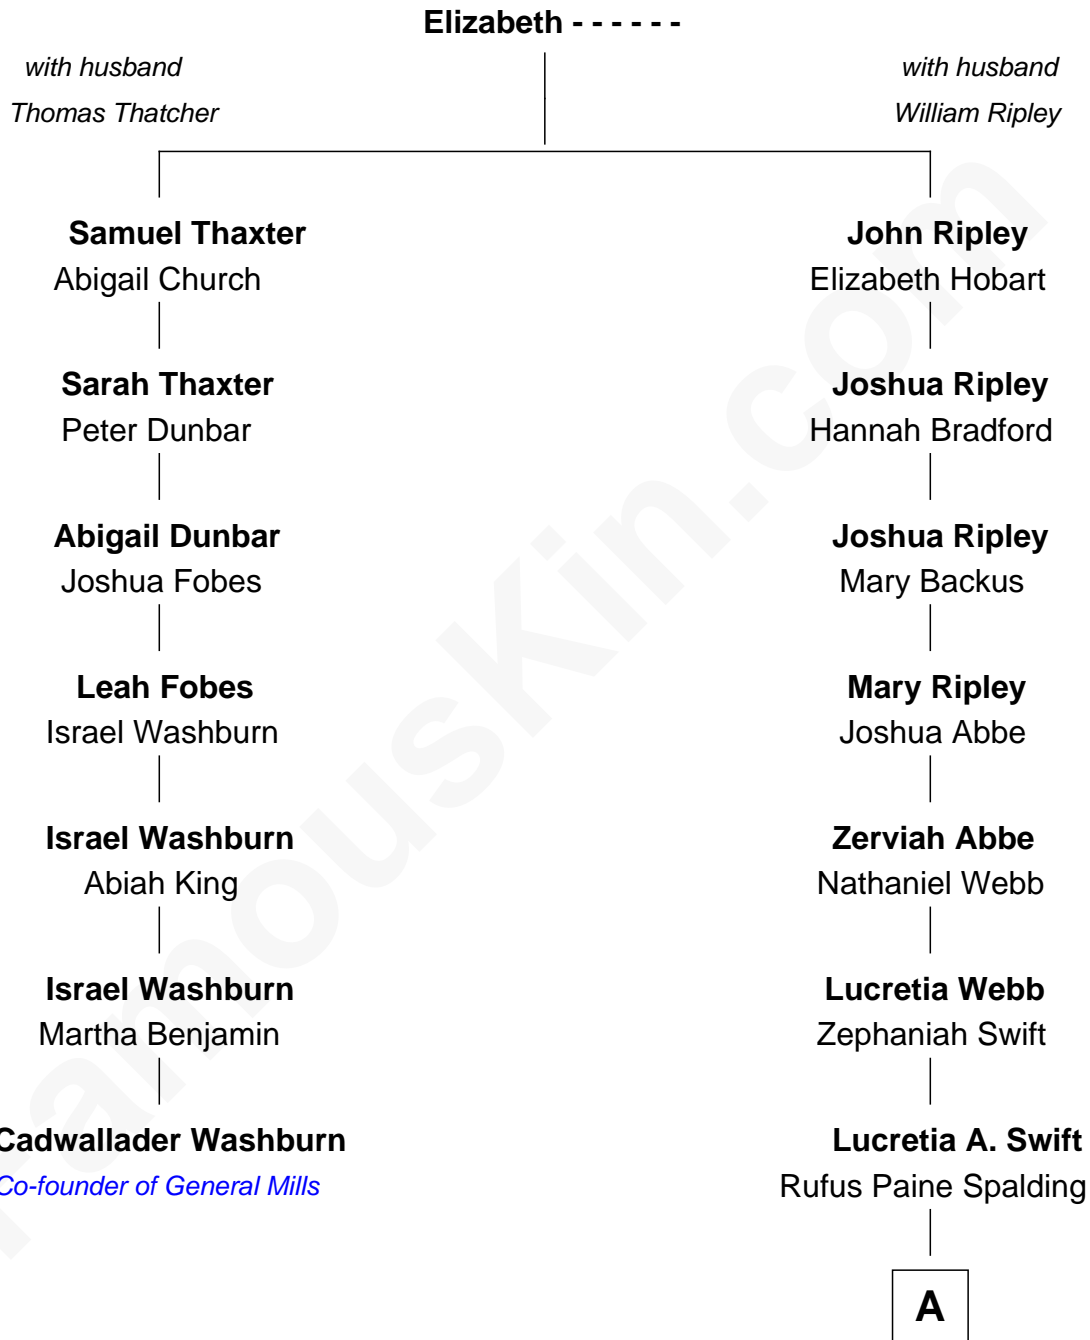 Elizabeth - - - - - -
with husband
Thomas Thatcher
with husband
William Ripley
Samuel Thaxter
Abigail Church
John Ripley
Elizabeth Hobart
Sarah Thaxter
Peter Dunbar
Joshua Ripley
Hannah Bradford
Abigail Dunbar
Joshua Fobes
Joshua Ripley
Mary Backus
Leah Fobes
Israel Washburn
Mary Ripley
Joshua Abbe
Israel Washburn
Abiah King
Zerviah Abbe
Nathaniel Webb
Israel Washburn
Martha Benjamin
Lucretia Webb
Zephaniah Swift
Cadwallader Washburn
Co-founder of General Mills
Lucretia A. Swift
Rufus Paine Spalding
A
FamousKin.com